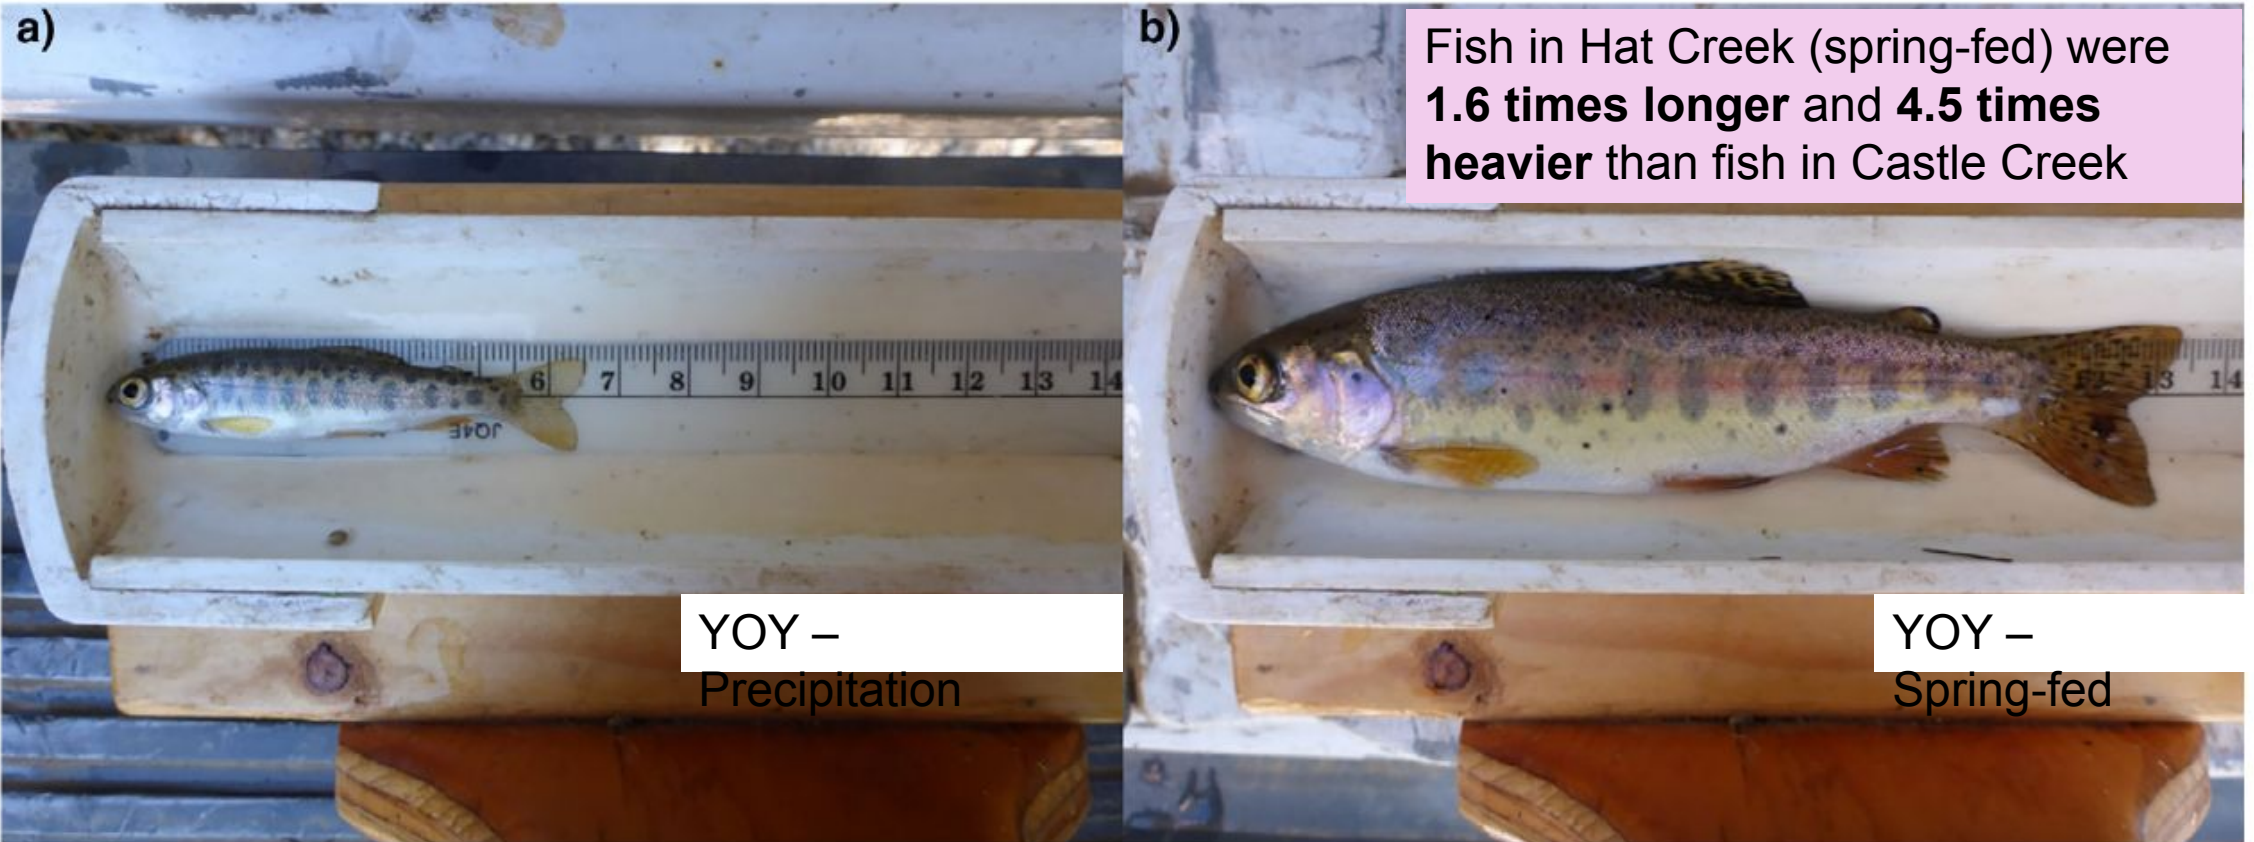 a)
6 7 8 9 10 11 12 13 14
YOY –
Precipitation
b)
Fish in Hat Creek (spring-fed) were
1.6 times longer and 4.5 times
heavier than fish in Castle Creek
13 14
YOY –
Spring-fed